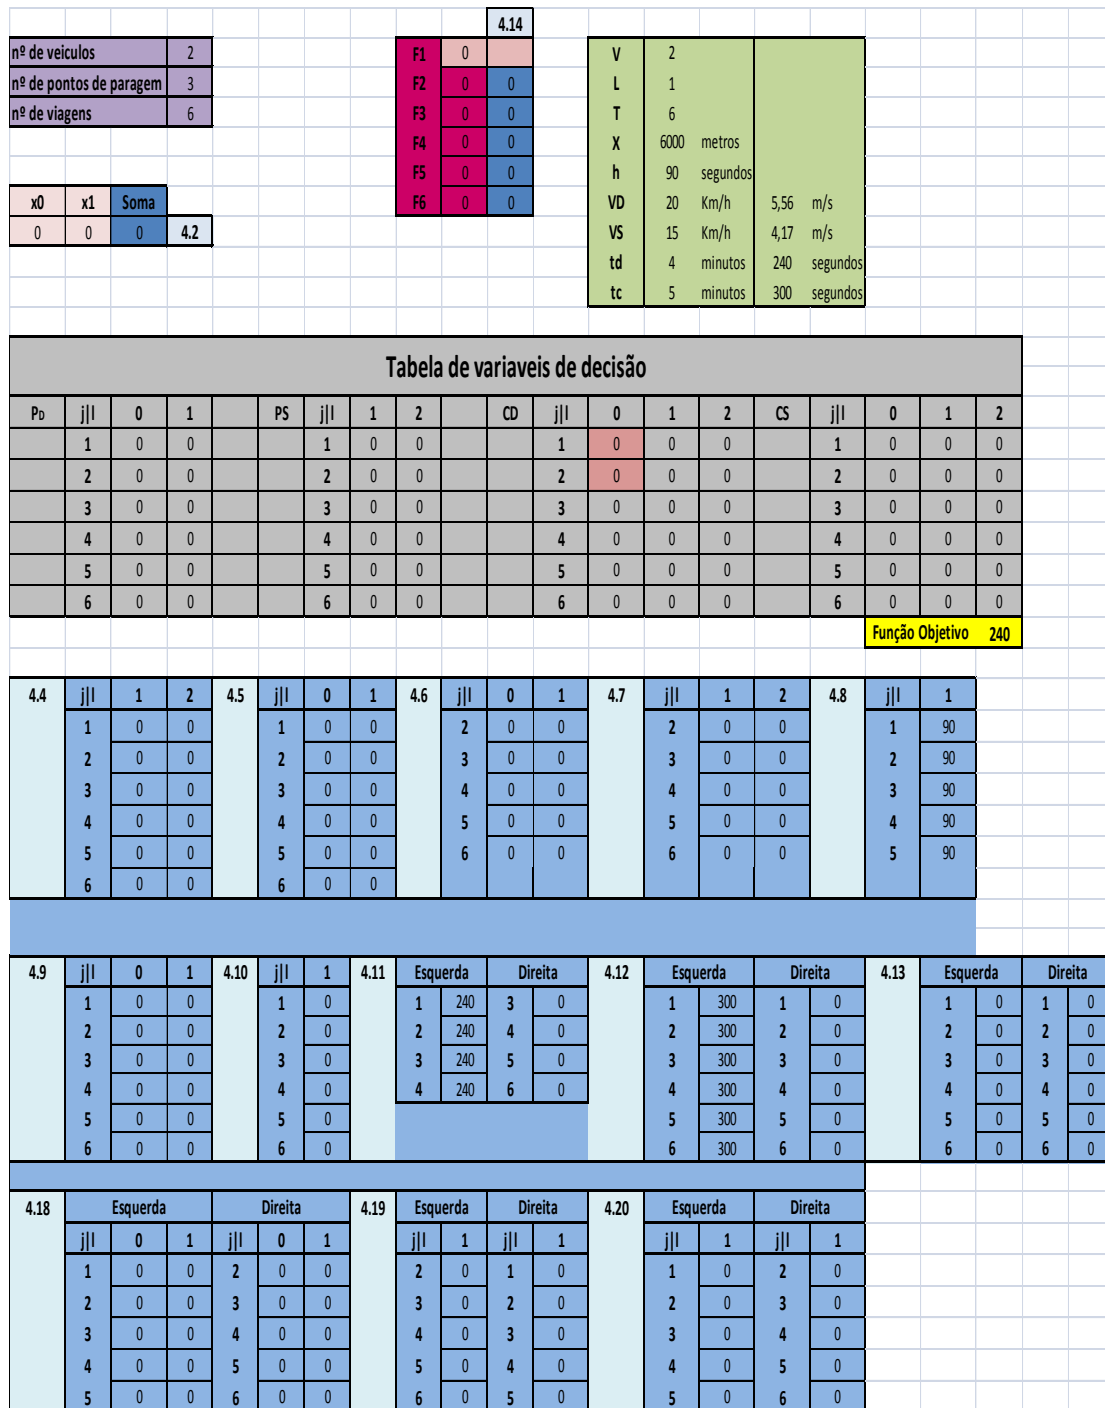 4.14
nº de veiculos 2 F1 0 V 2
nº de pontos de paragem 3 F2 0 0 L 1
nº de viagens 6 F3 0 0 T 6
F4 0 0 X 6000 metros
F5 0 0 h 90 segundos
x0 x1 Soma F6 0 0 VD 20 Km/h 5,56 m/s
0 0 0 4.2 VS 15 Km/h 4,17 m/s
td 4 minutos 240 segundos
tc 5 minutos 300 segundos
Tabela de variaveis de decisão
PD j|l 0 1 PS j|l 1 2 CD j|l 0 1 2 CS j|l 0 1 2
1 0 0 1 0 0 1 0 0 0 1 0 0 0
2 0 0 2 0 0 2 0 0 0 2 0 0 0
3 0 0 3 0 0 3 0 0 0 3 0 0 0
4 0 0 4 0 0 4 0 0 0 4 0 0 0
5 0 0 5 0 0 5 0 0 0 5 0 0 0
6 0 0 6 0 0 6 0 0 0 6 0 0 0
Função Objetivo 240
4.4 j|l 1 2 4.5 j|l 0 1 4.6 j|l 0 1 4.7 j|l 1 2 4.8 j|l 1
1 0 0 1 0 0 2 0 0 2 0 0 1 90
2 0 0 2 0 0 3 0 0 3 0 0 2 90
3 0 0 3 0 0 4 0 0 4 0 0 3 90
4 0 0 4 0 0 5 0 0 5 0 0 4 90
5 0 0 5 0 0 6 0 0 6 0 0 5 90
6 0 0 6 0 0
4.9 j|l 0 1 4.10 j|l 1 4.11 Esquerda Direita 4.12 Esquerda Direita 4.13 Esquerda Direita
1 0 0 1 0 1 240 3 0 1 300 1 0 1 0 1 0
2 0 0 2 0 2 240 4 0 2 300 2 0 2 0 2 0
3 0 0 3 0 3 240 5 0 3 300 3 0 3 0 3 0
4 0 0 4 0 4 240 6 0 4 300 4 0 4 0 4 0
5 0 0 5 0 5 300 5 0 5 0 5 0
6 0 0 6 0 6 300 6 0 6 0 6 0
4.18 Esquerda Direita 4.19 Esquerda Direita 4.20 Esquerda Direita
j|l 0 1 j|l 0 1 j|l 1 j|l 1 j|l 1 j|l 1
1 0 0 2 0 0 2 0 1 0 1 0 2 0
2 0 0 3 0 0 3 0 2 0 2 0 3 0
3 0 0 4 0 0 4 0 3 0 3 0 4 0
4 0 0 5 0 0 5 0 4 0 4 0 5 0
5 0 0 6 0 0 6 0 5 0 5 0 6 0